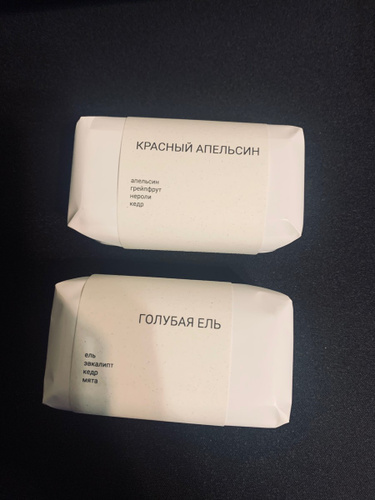 КРАСНЫЙ АПЕЛЬСИН
апельсин
грейпфрут
нероли
кедр
ГОЛУБАЯ ЕЛЬ
ель
эвкалипт
кедр
мята